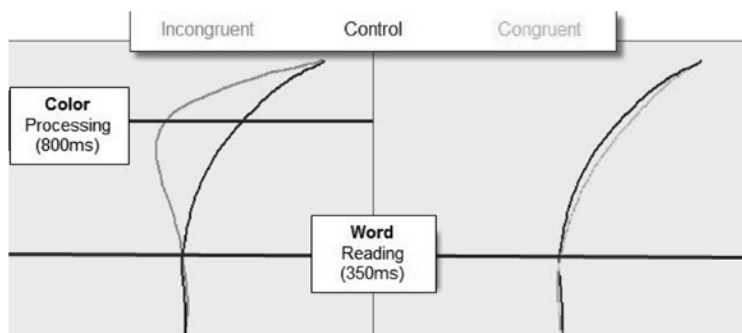 Incongruent Control Congruent
Color
Processing
(800ms)
Word
Reading
(350ms)